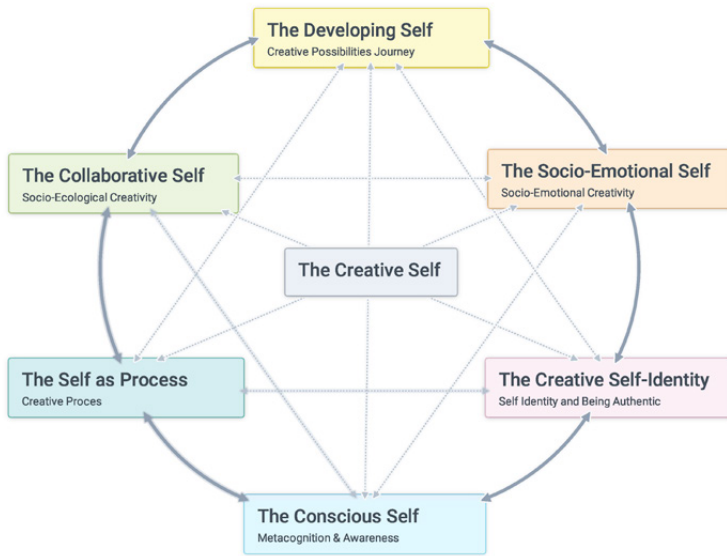 The Developing Self
Creative Possibilities Journey
The Collaborative Self
Socio-Ecological Creativity
The Socio-Emotional Self
Socio-Emotional Creativity
The Creative Self
The Self as Process
Creative Proces
The Creative Self-Identity
Self Identity and Being Authentic
The Conscious Self
Metacognition & Awareness